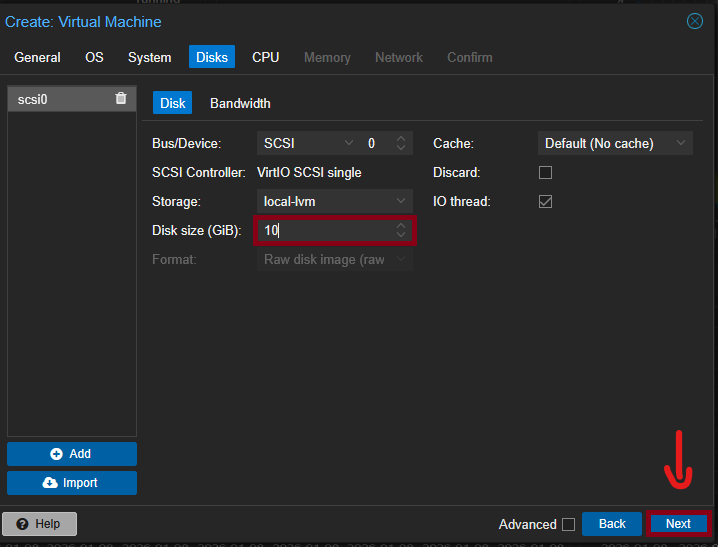 Create: Virtual Machine
General OS System Disks CPU Memory Network Confirm
scsi0
Disk Bandwidth
Bus/Device: SCSI 0 Cache: Default (No cache)
SCSI Controller: VirtIO SCSI single Discard:
Storage: local-lvm IO thread:
Disk size (GiB): 10
Format: Raw disk image (raw
Add
Import
Help Advanced Back Next